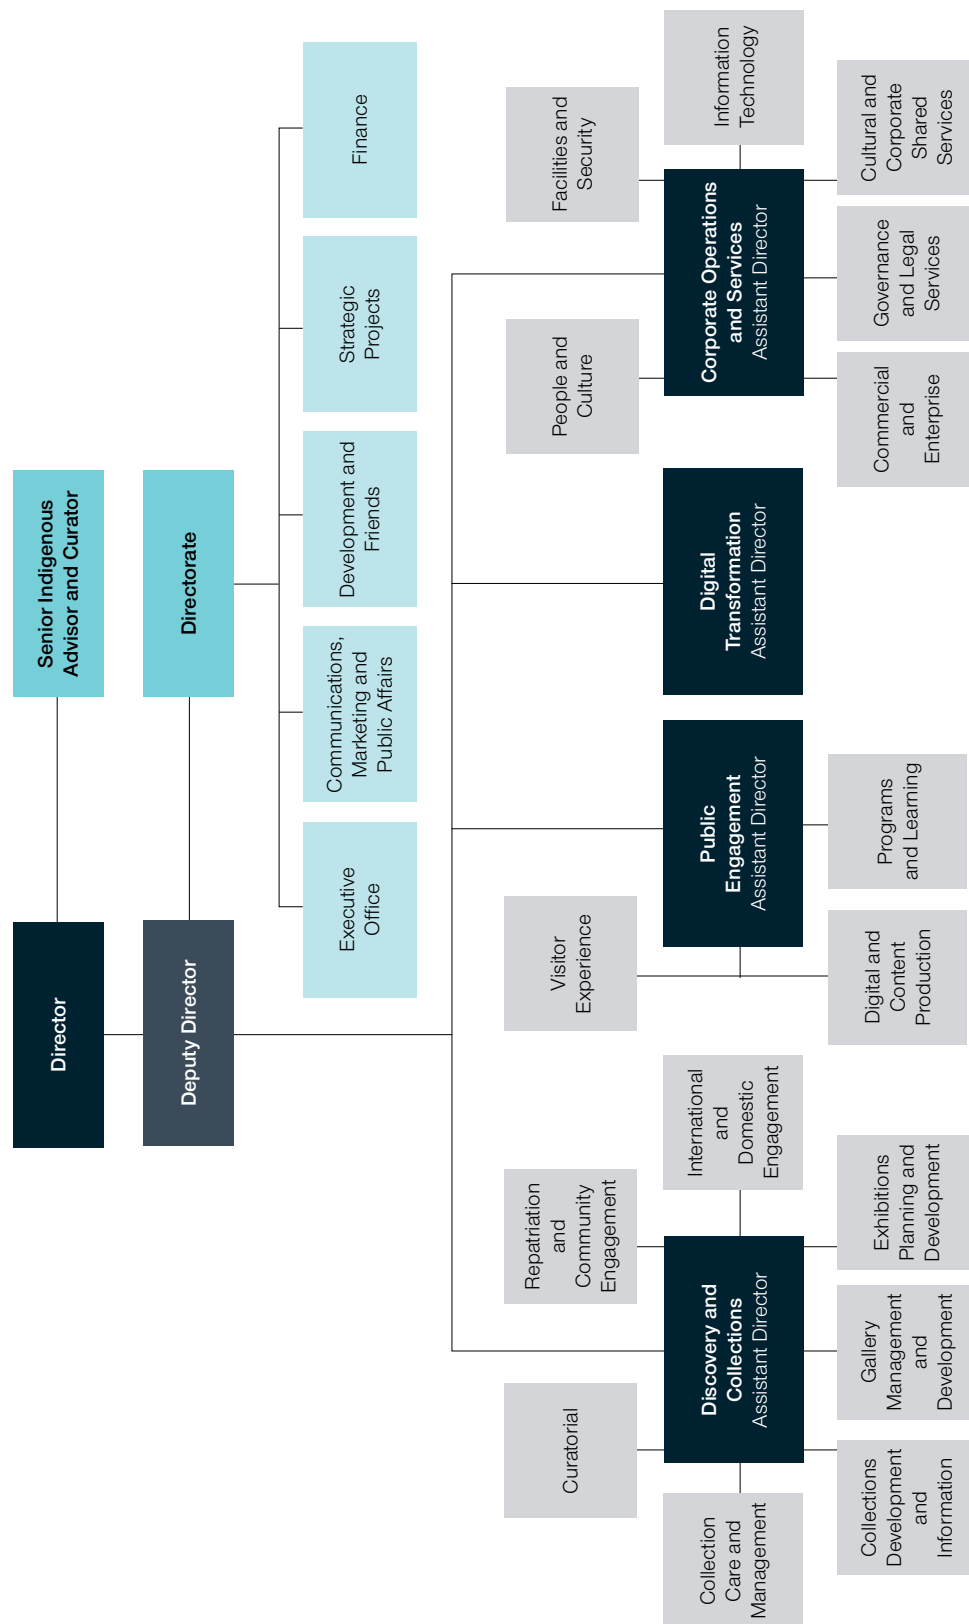 Director
Senior Indigenous
Advisor and Curator
Deputy Director
Directorate
Executive
Office
Communications,
Marketing and
Public Affairs
Development and
Friends
Strategic
Projects
Finance
Curatorial
Repatriation
and
Community
Engagement
Visitor
Experience
People and
Culture
Facilities and
Security
Collection
Care and
Management
Discovery and
Collections
Assistant Director
International
and
Domestic
Engagement
Public
Engagement
Assistant Director
Digital
Transformation
Assistant Director
Corporate Operations
and Services
Assistant Director
Information
Technology
Collections
Development
and
Information
Gallery
Management
and
Development
Exhibitions
Planning and
Development
Digital and
Content
Production
Programs
and Learning
Commercial
and
Enterprise
Governance
and Legal
Services
Cultural and
Corporate
Shared
Services